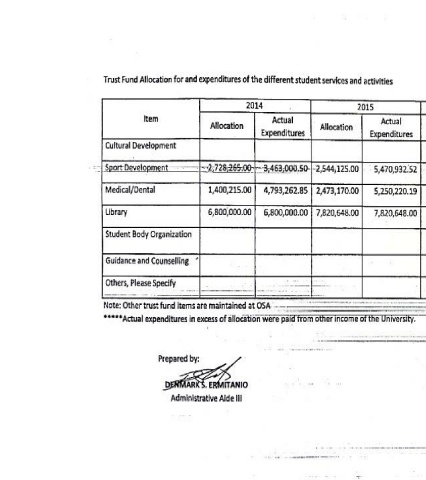 Trust Fund Allocation for and expenditures of the different student services and activities
Item 2014 2015
Allocation Actual Expenditures Allocation Actual Expenditures
Cultural Development
Sport Development 2,728,265.00 3,463,000.50 2,544,125.00 5,470,932.52
Medical/Dental 1,400,215.00 4,793,262.85 2,473,170.00 5,250,220.19
Library 6,800,000.00 6,800,000.00 7,820,648.00 7,820,648.00
Student Body Organization
Guidance and Counselling
Others, Please Specify
Note: Other trust fund items are maintained at OSA
*****Actual expenditures in excess of allocation were paid from other income of the University.
Prepared by:
DENMARK S. ERMITANIO
Administrative Aide III